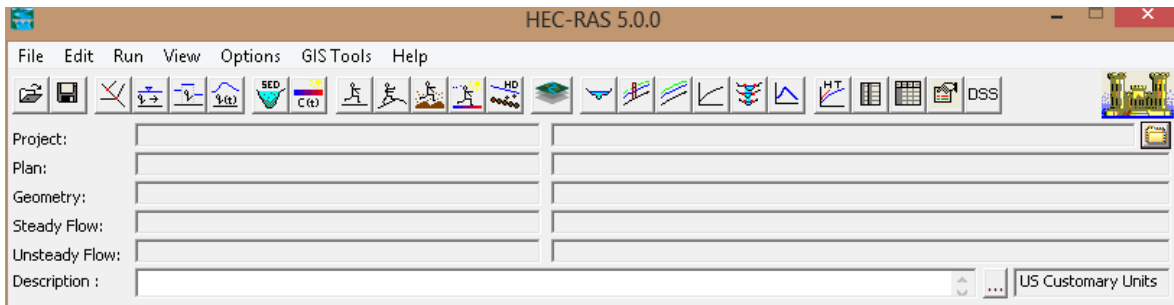 HEC-RAS 5.0.0
File Edit Run View Options GIS Tools Help
SED C(t) HD HT DSS
Project:
Plan:
Geometry:
Steady Flow:
Unsteady Flow:
Description : ... US Customary Units